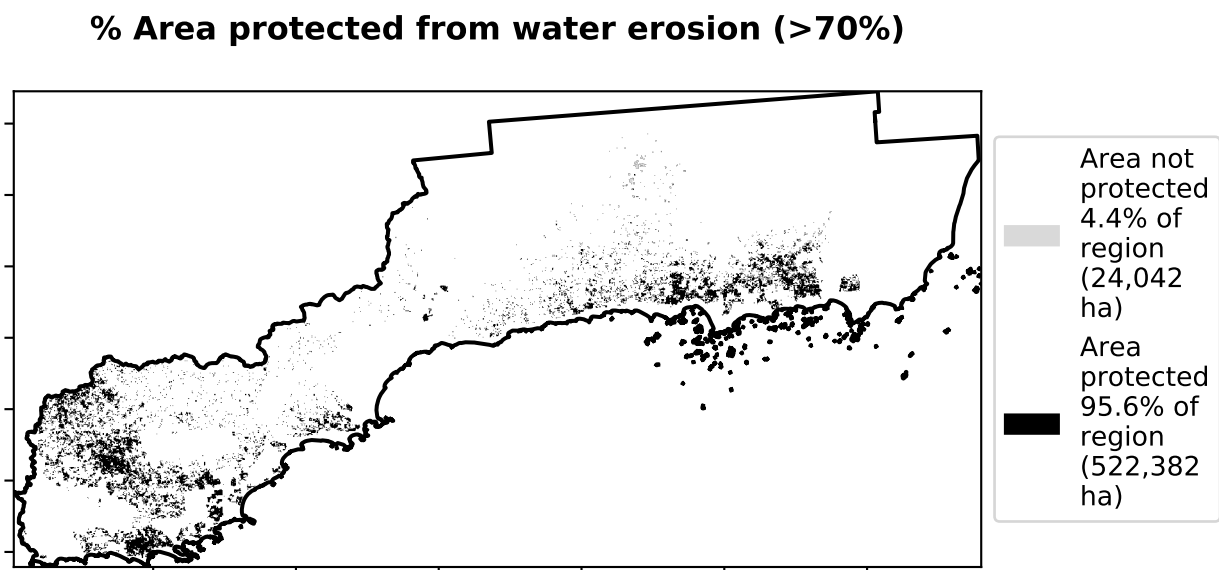 % Area protected from water erosion (>70%)
Area not
protected
4.4% of
region
(24,042
ha)
Area
protected
95.6% of
region
(522,382
ha)